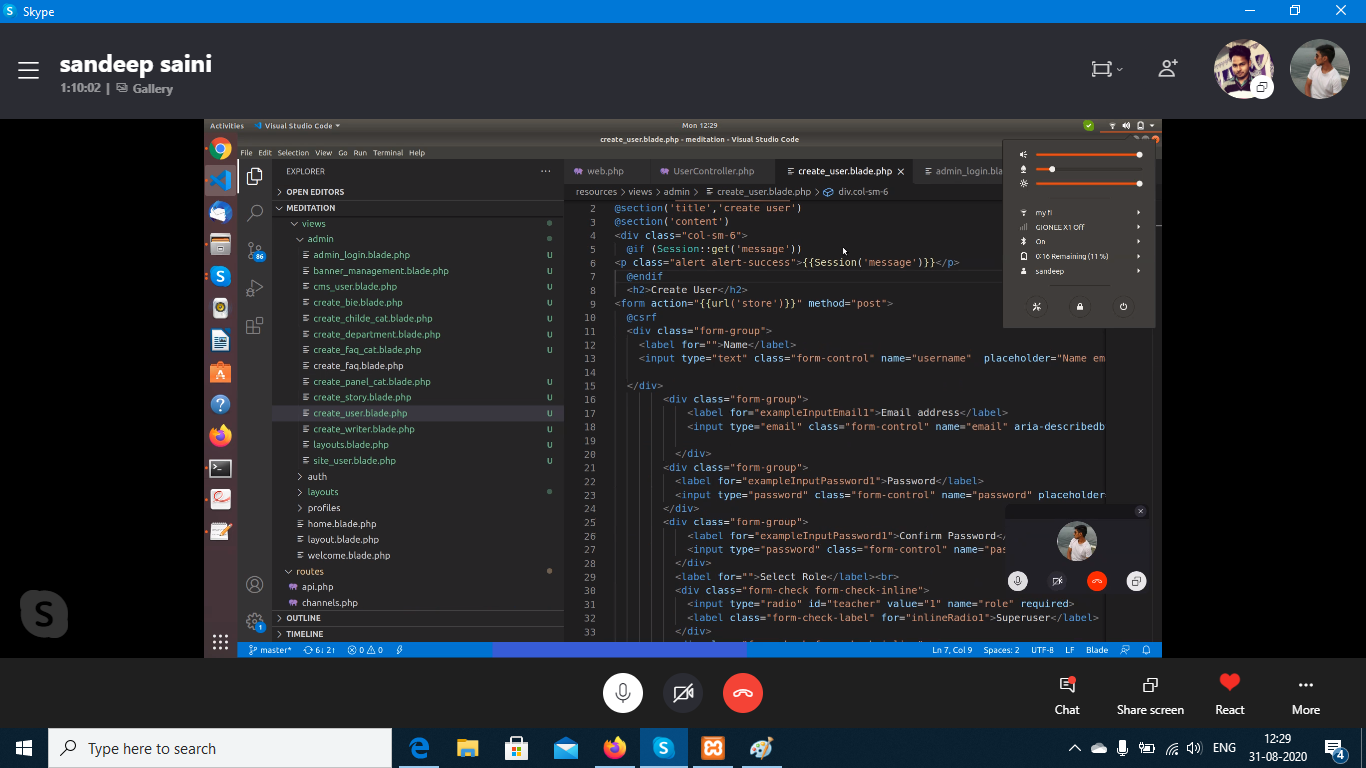 Skype
sandeep saini
1:10:02 | Gallery
Activities Visual Studio Code Mon 12:29
create_user.blade.php - meditation - Visual Studio Code
File Edit Selection View Go Run Terminal Help
EXPLORER ...
web.php UserController.php create_user.blade.php admin_login.bla
OPEN EDITORS
resources > views > admin > create_user.blade.php > div.col-sm-6
MEDITATION
views
admin
admin_login.blade.php U
banner_management.blade.php U
cms_user.blade.php U
create_bie.blade.php U
create_childe_cat.blade.php U
create_department.blade.php U
create_faq_cat.blade.php U
create_faq.blade.php
create_panel_cat.blade.php U
create_story.blade.php U
create_user.blade.php U
create_writer.blade.php U
layouts.blade.php U
site_user.blade.php U
auth
layouts
profiles
home.blade.php
layout.blade.php
welcome.blade.php
routes
api.php
channels.php
OUTLINE
TIMELINE
86
1
2 @section('title','create user')
3 @section('content')
4 <div class="col-sm-6">
5 @if (Session::get('message'))
6 <p class="alert alert-success">{{Session('message')}}</p>
7 @endif
8 <h2>Create User</h2>
9 <form action="{{url('store')}}" method="post">
10 @csrf
11 <div class="form-group">
12 <label for="">Name</label>
13 <input type="text" class="form-control" name="username" placeholder="Name em
14
15 </div>
16 <div class="form-group">
17 <label for="exampleInputEmail1">Email address</label>
18 <input type="email" class="form-control" name="email" aria-describedb
19
20 </div>
21 <div class="form-group">
22 <label for="exampleInputPassword1">Password</label>
23 <input type="password" class="form-control" name="password" placeholder
24 </div>
25 <div class="form-group">
26 <label for="exampleInputPassword1">Confirm Password</
27 <input type="password" class="form-control" name="pas
28 </div>
29 <label for="">Select Role</label><br>
30 <div class="form-check form-check-inline">
31 <input type="radio" id="teacher" value="1" name="role" required>
32 <label class="form-check-label" for="inlineRadio1">Superuser</label>
33 </div>
my fi
GIONEE X1 Off
On
0:16 Remaining (11 %)
sandeep
master* 6↓ 2↑ 0 0 Ln 7, Col 9 Spaces: 2 UTF-8 LF Blade
S
Chat Share screen React More
Type here to search
ENG 12:29
31-08-2020
4